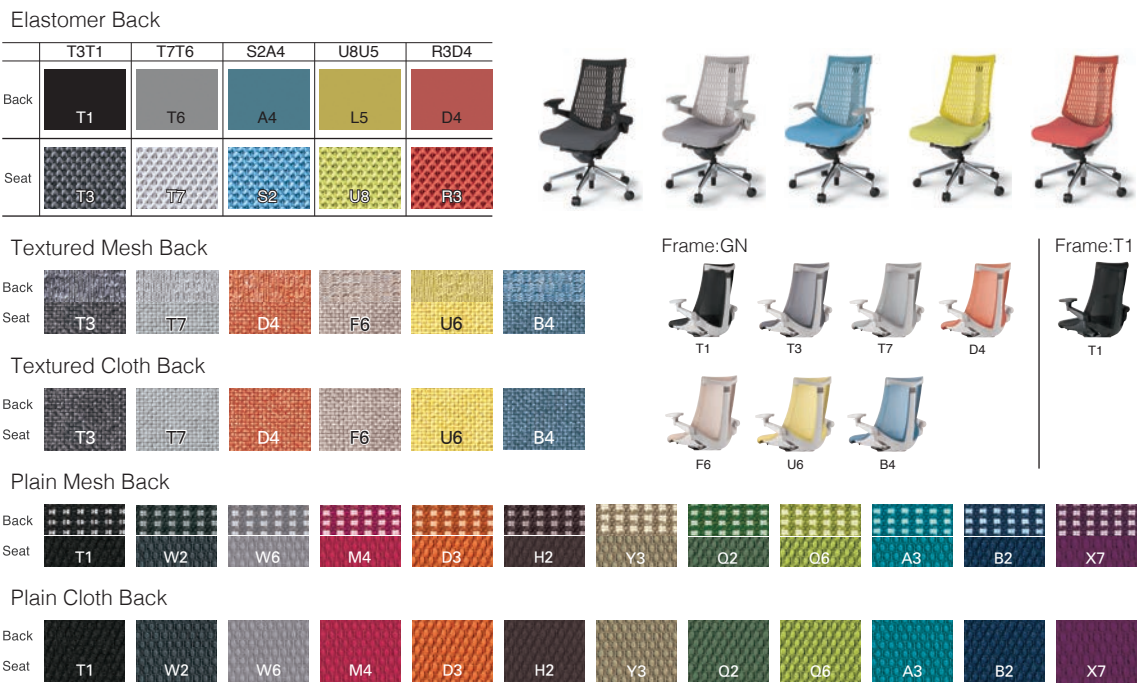 Elastomer Back
T3T1 T7T6 S2A4 U8U5 R3D4
Back T1 T6 A4 L5 D4
Seat T3 T7 S2 U8 R3
Textured Mesh Back
Back
Seat T3 T7 D4 F6 U6 B4
Textured Cloth Back
Back
Seat T3 T7 D4 F6 U6 B4
Frame:GN
T1 T3 T7 D4
F6 U6 B4
Frame:T1
T1
Plain Mesh Back
Back
Seat T1 W2 W6 M4 D3 H2 Y3 Q2 Q6 A3 B2 X7
Plain Cloth Back
Back
Seat T1 W2 W6 M4 D3 H2 Y3 Q2 Q6 A3 B2 X7